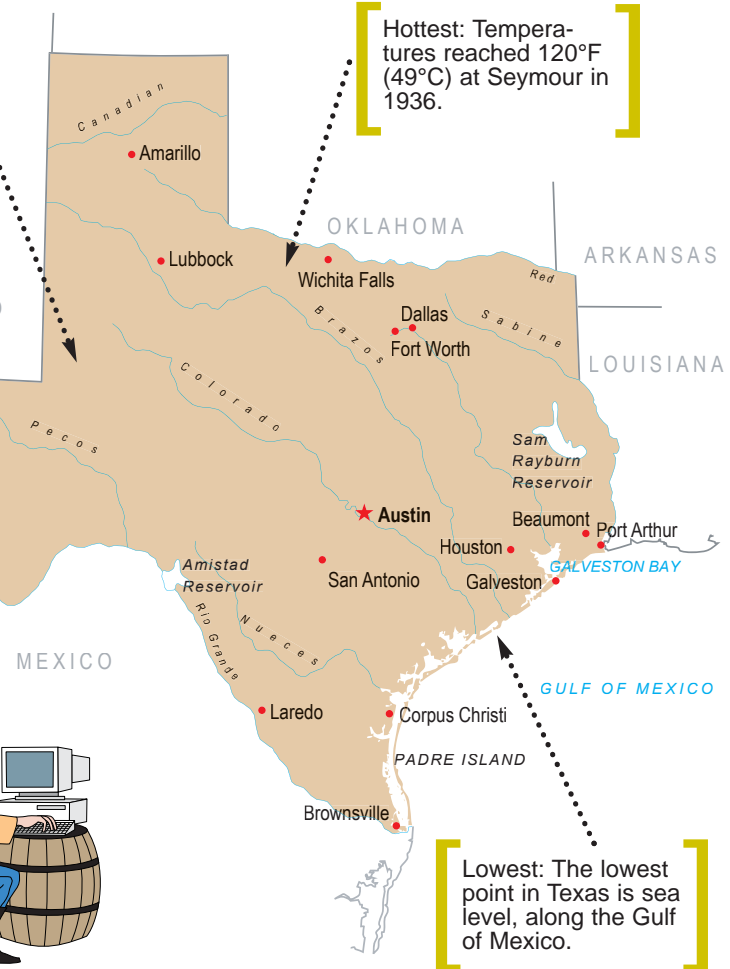 Hottest: Tempera-
tures reached 120°F
(49°C) at Seymour in
1936.
Canadian
Amarillo
OKLAHOMA
ARKANSAS
Lubbock
Wichita Falls
Red
Brazos
Dallas
Fort Worth
Sabine
LOUISIANA
Colorado
Pecos
Sam
Rayburn
Reservoir
Austin
Beaumont
Port Arthur
Houston
GALVESTON BAY
Galveston
Amistad
Reservoir
San Antonio
Rio Grande
Nueces
MEXICO
GULF OF MEXICO
Laredo
Corpus Christi
PADRE ISLAND
Brownsville
Lowest: The lowest
point in Texas is sea
level, along the Gulf
of Mexico.